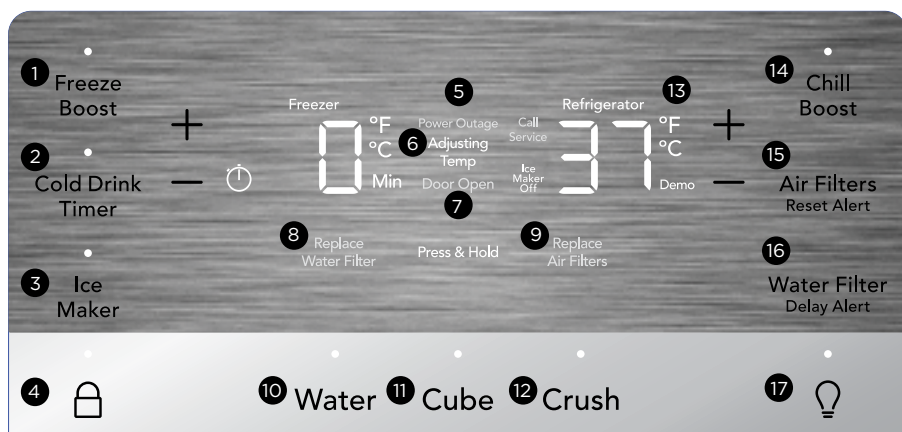 1 Freeze
Boost
2 Cold Drink
Timer
3 Ice
Maker
4
Freezer
0 °F
°C
Min
5
Power Outage
6 Adjusting
Temp
Door Open
7
Call
Service
Ice
Maker
Off
Refrigerator
13
37 °F
°C
Demo
8 Replace
Water Filter
Press & Hold
9 Replace
Air Filters
14 Chill
Boost
15
Air Filters
Reset Alert
16
Water Filter
Delay Alert
10 Water
11 Cube
12 Crush
17